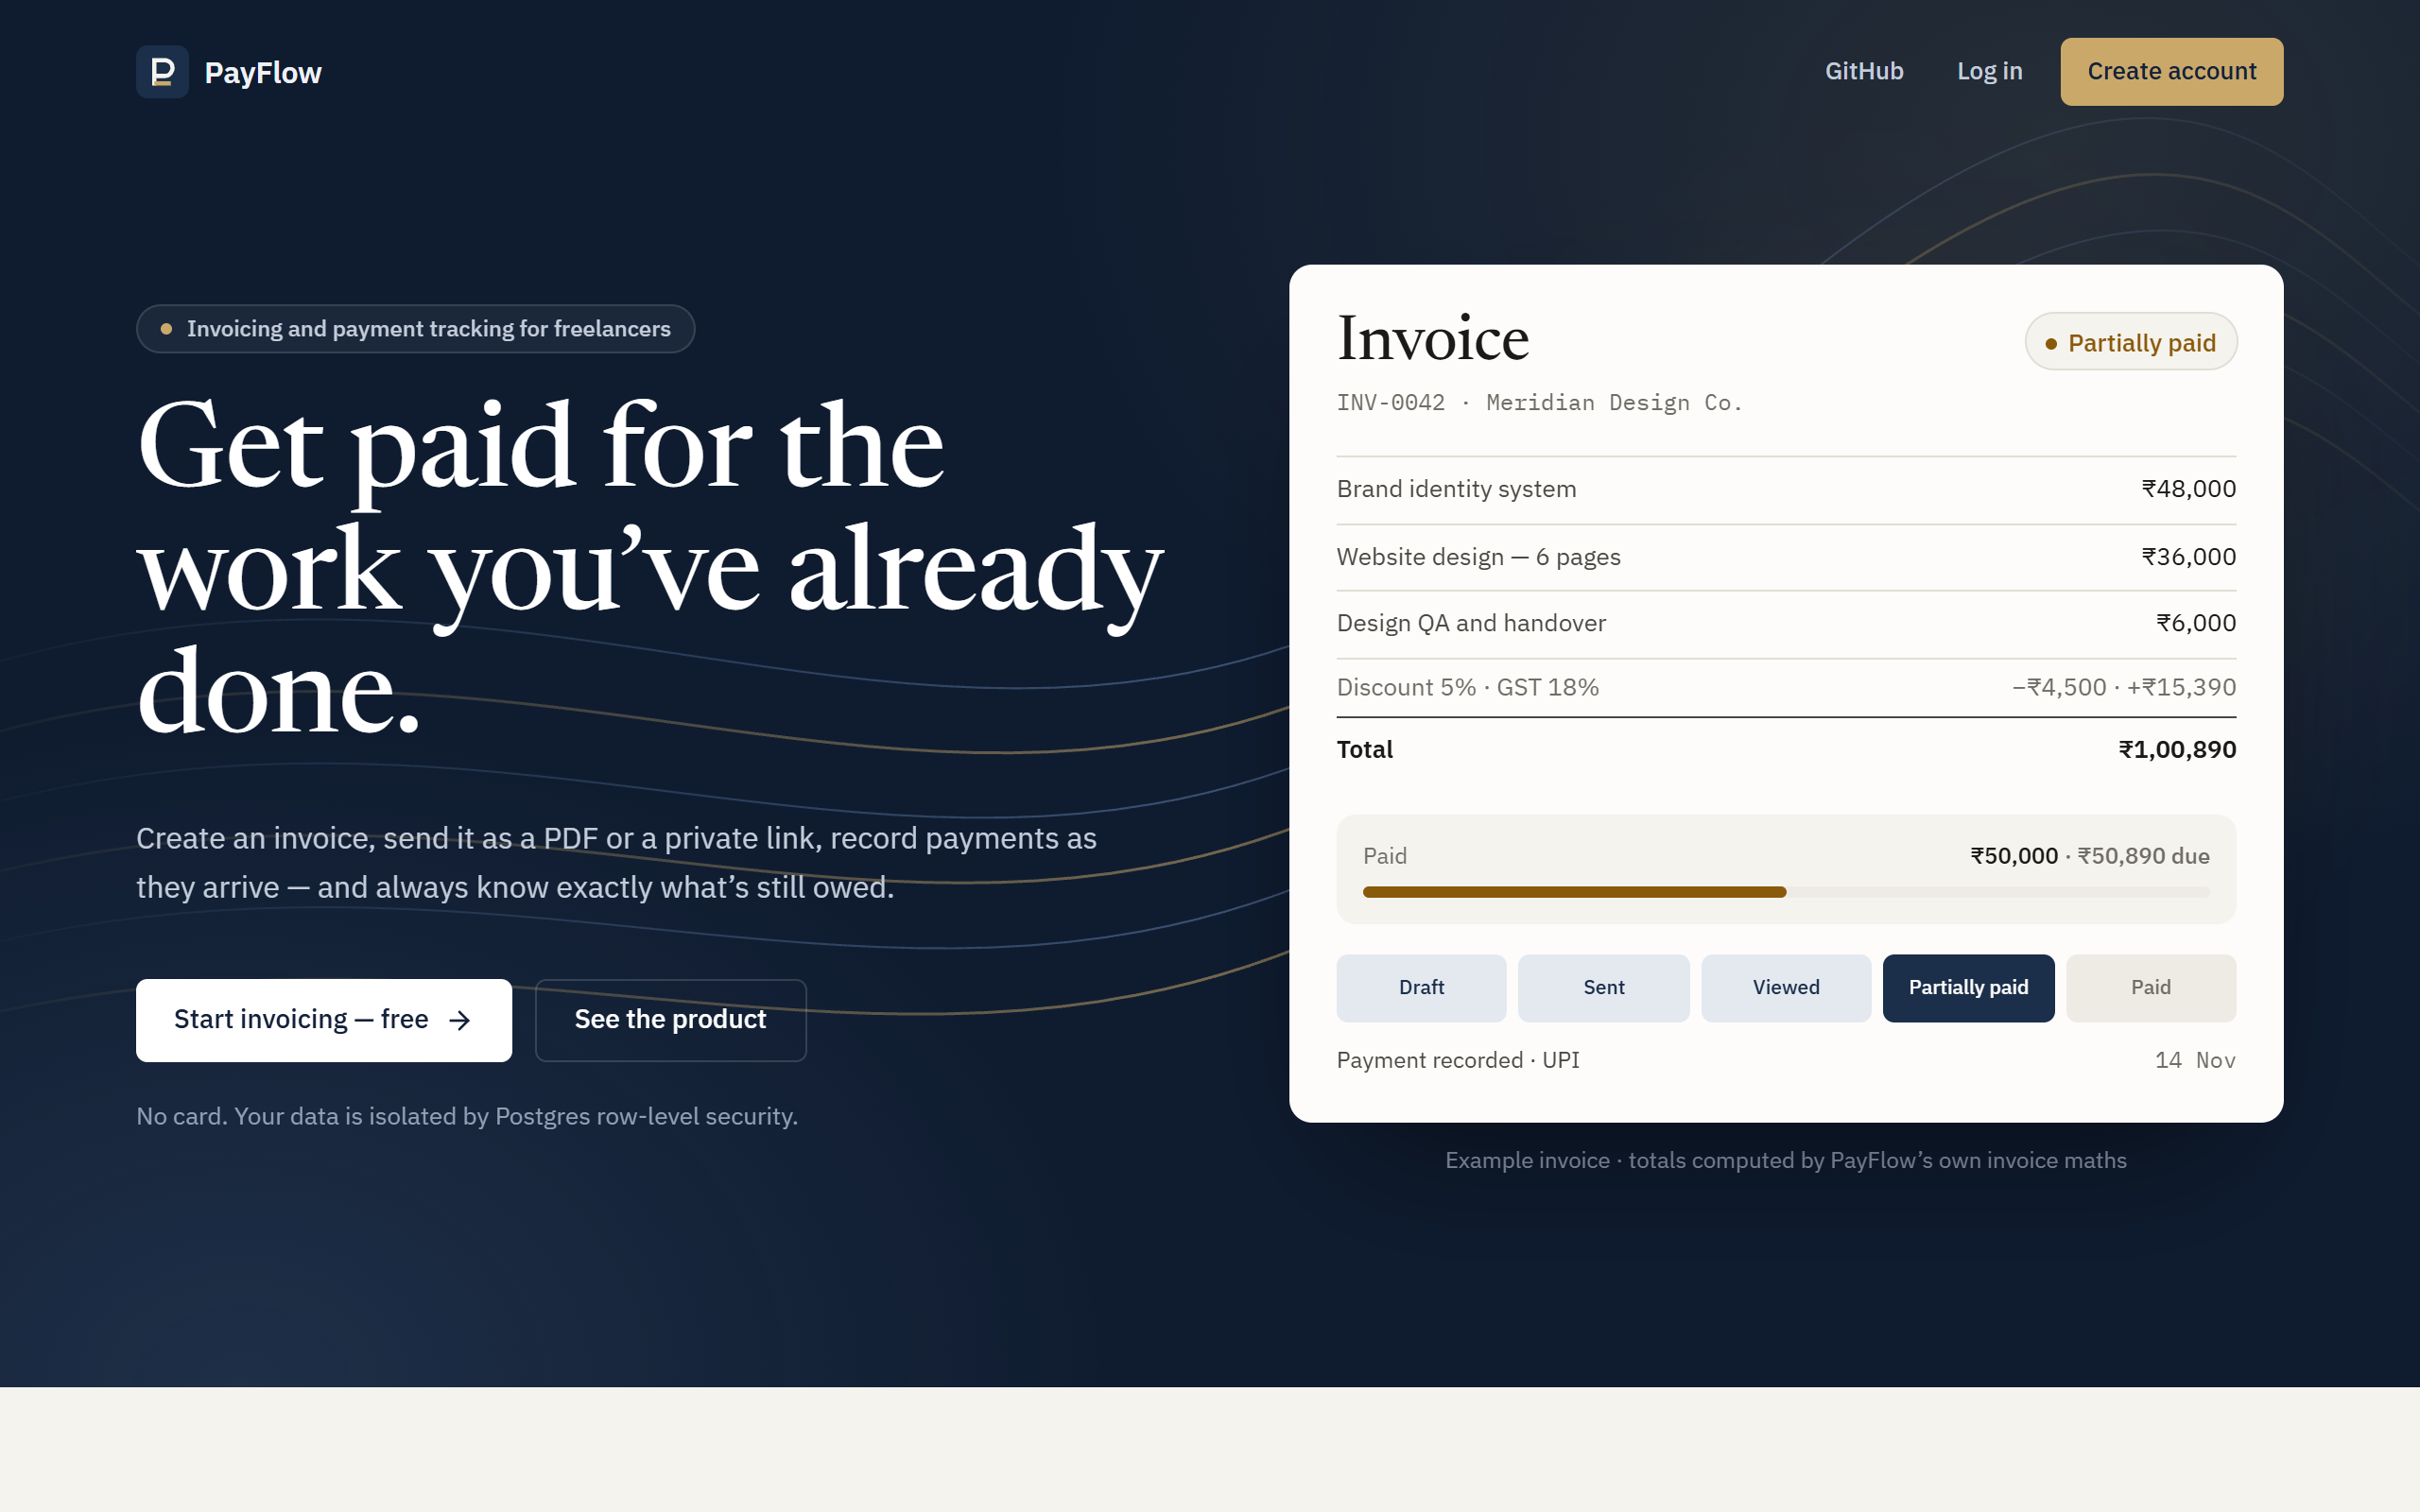 PayFlow
GitHub
Log in
Create account
Invoicing and payment tracking for freelancers
Get paid for the
work you’ve already
done.
Create an invoice, send it as a PDF or a private link, record payments as
they arrive — and always know exactly what’s still owed.
Start invoicing — free →
See the product
No card. Your data is isolated by Postgres row-level security.
Invoice
Partially paid
INV-0042 · Meridian Design Co.
Brand identity system ₹48,000
Website design — 6 pages ₹36,000
Design QA and handover ₹6,000
Discount 5% · GST 18% −₹4,500 · +₹15,390
Total ₹1,00,890
Paid ₹50,000 · ₹50,890 due
Draft
Sent
Viewed
Partially paid
Paid
Payment recorded · UPI 14 Nov
Example invoice · totals computed by PayFlow’s own invoice maths